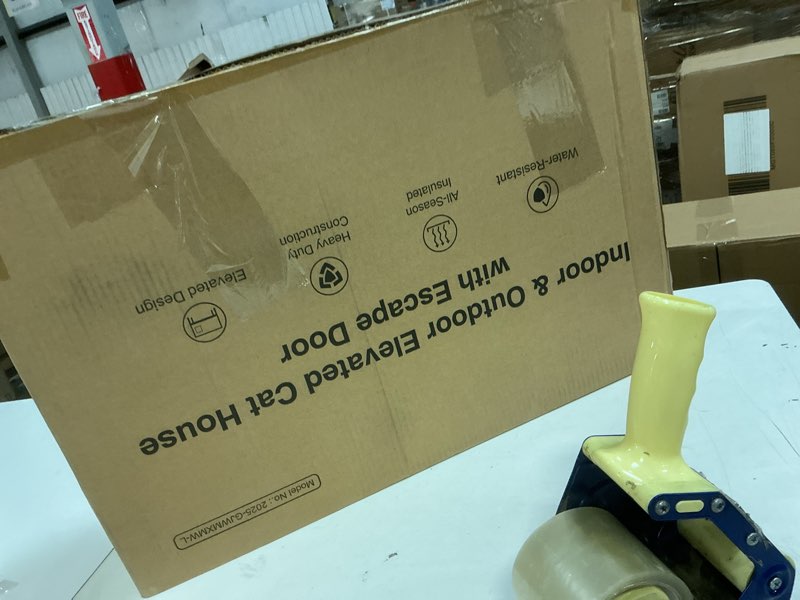 Indoor & Outdoor Elevated Cat House
with Escape Door
Water-Resistant
All-Season
Insulated
Heavy Duty
Construction
Elevated Design
Model No.: 2025-GJWMXMW-L
FIRE